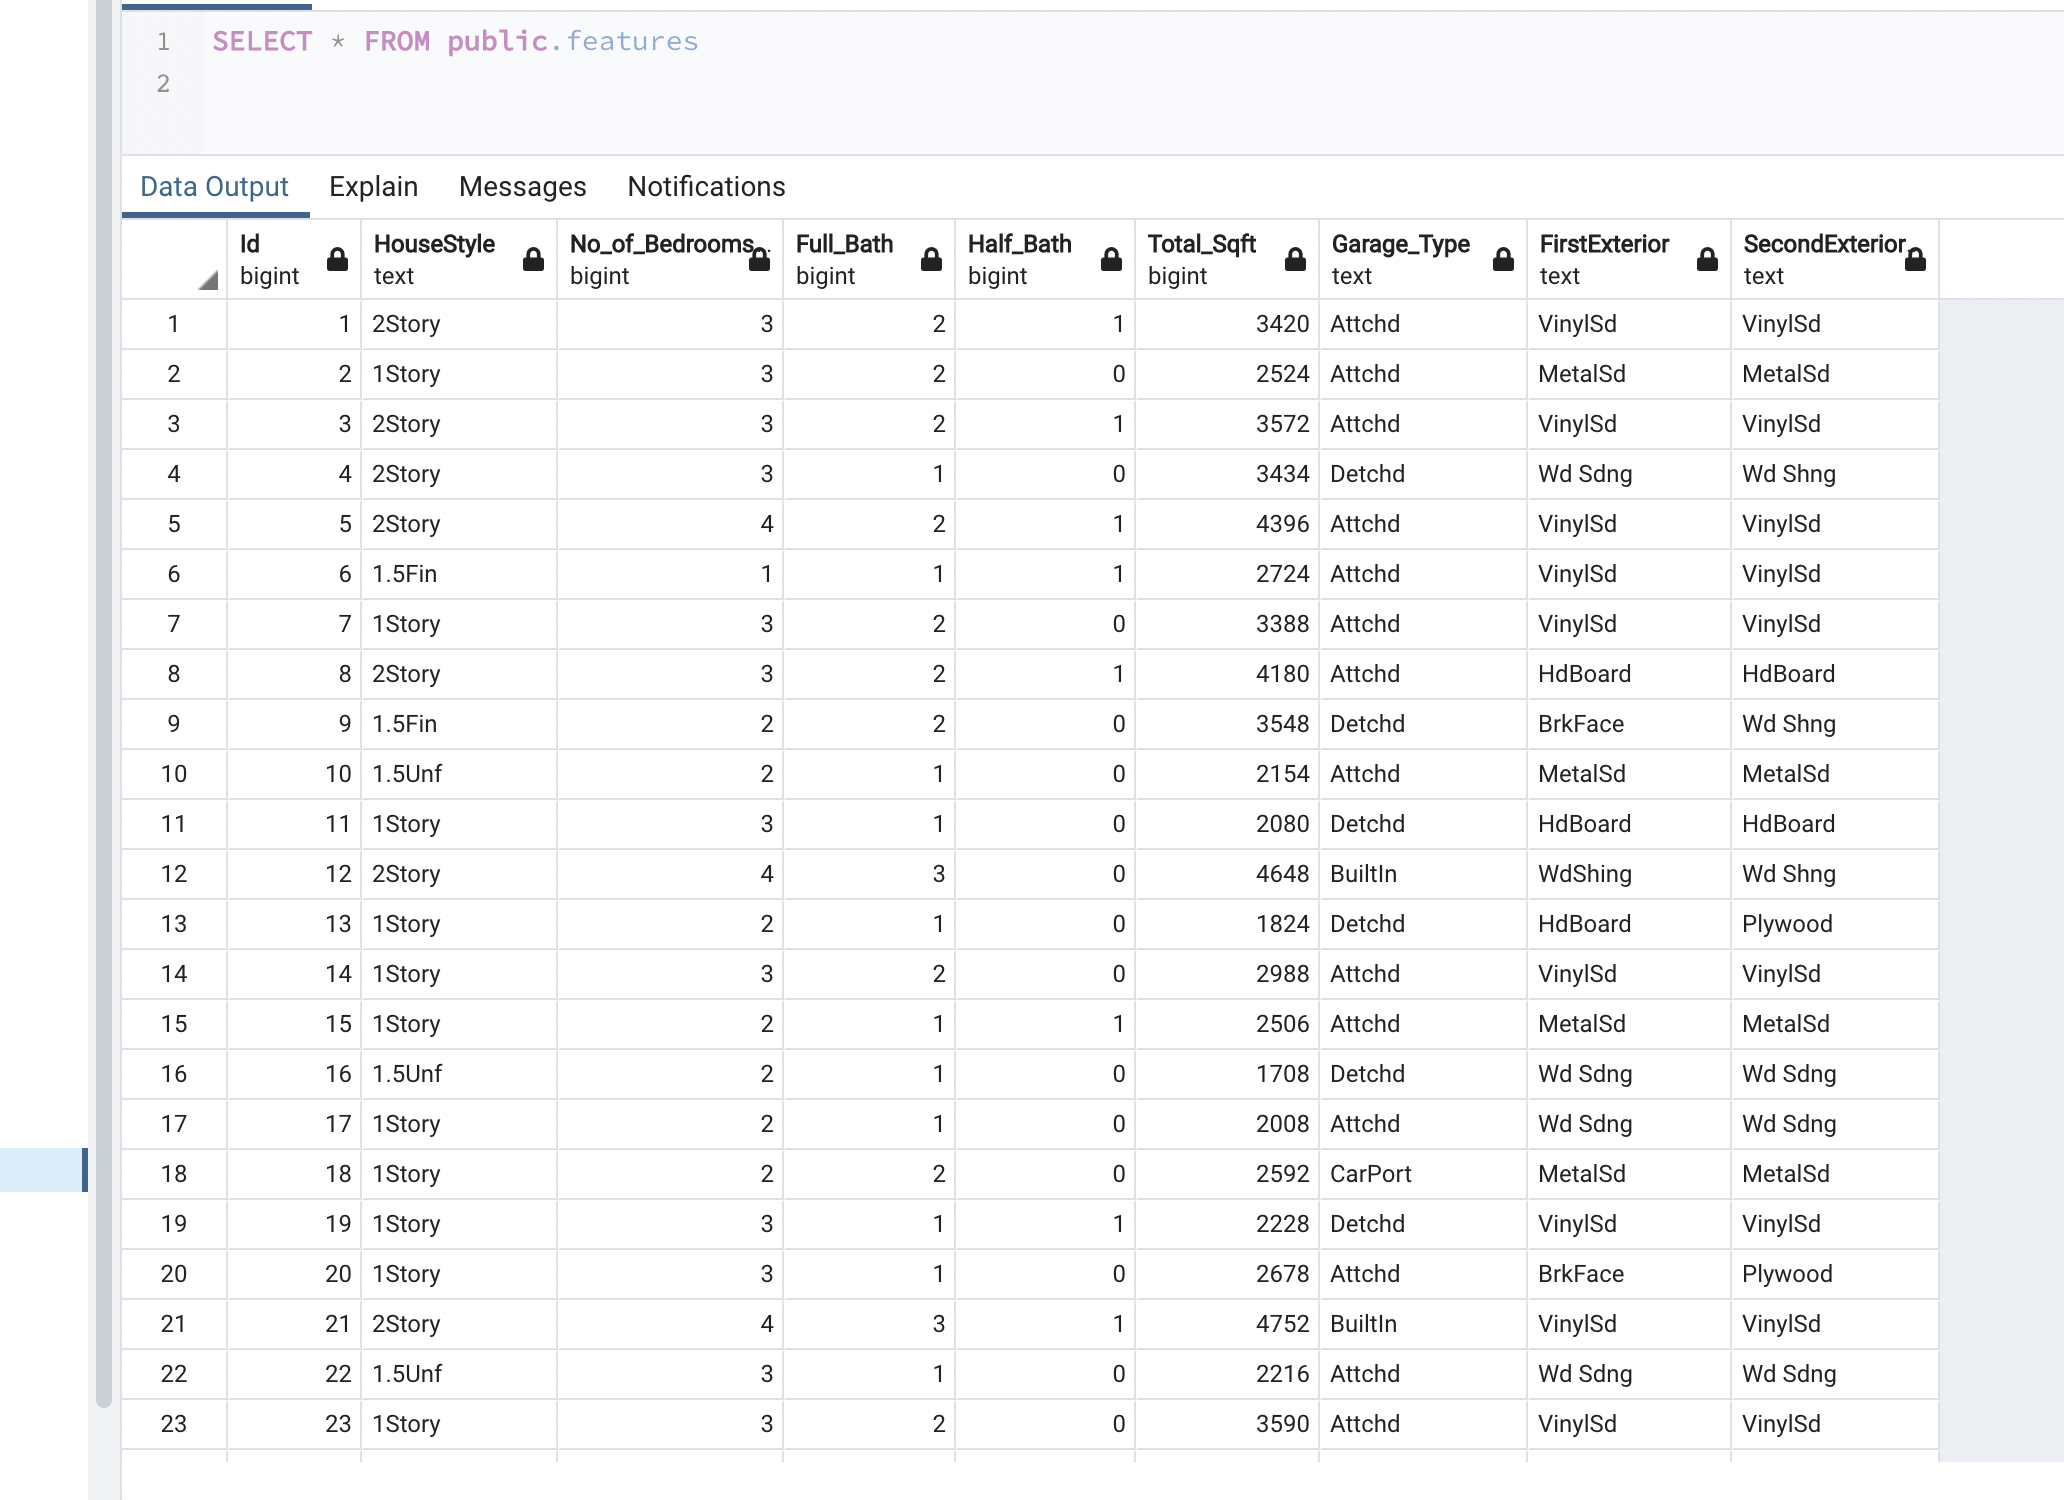 1 SELECT * FROM public.features
2
Data Output Explain Messages Notifications
Id HouseStyle No_of_Bedrooms... Full_Bath Half_Bath Total_Sqft Garage_Type FirstExterior SecondExterior
bigint text bigint bigint bigint bigint text text text
1 1 2Story 3 2 1 3420 Attchd VinylSd VinylSd
2 2 1Story 3 2 0 2524 Attchd MetalSd MetalSd
3 3 2Story 3 2 1 3572 Attchd VinylSd VinylSd
4 4 2Story 3 1 0 3434 Detchd Wd Sdng Wd Shng
5 5 2Story 4 2 1 4396 Attchd VinylSd VinylSd
6 6 1.5Fin 1 1 1 2724 Attchd VinylSd VinylSd
7 7 1Story 3 2 0 3388 Attchd VinylSd VinylSd
8 8 2Story 3 2 1 4180 Attchd HdBoard HdBoard
9 9 1.5Fin 2 2 0 3548 Detchd BrkFace Wd Shng
10 10 1.5Unf 2 1 0 2154 Attchd MetalSd MetalSd
11 11 1Story 3 1 0 2080 Detchd HdBoard HdBoard
12 12 2Story 4 3 0 4648 BuiltIn WdShing Wd Shng
13 13 1Story 2 1 0 1824 Detchd HdBoard Plywood
14 14 1Story 3 2 0 2988 Attchd VinylSd VinylSd
15 15 1Story 2 1 1 2506 Attchd MetalSd MetalSd
16 16 1.5Unf 2 1 0 1708 Detchd Wd Sdng Wd Sdng
17 17 1Story 2 1 0 2008 Attchd Wd Sdng Wd Sdng
18 18 1Story 2 2 0 2592 CarPort MetalSd MetalSd
19 19 1Story 3 1 1 2228 Detchd VinylSd VinylSd
20 20 1Story 3 1 0 2678 Attchd BrkFace Plywood
21 21 2Story 4 3 1 4752 BuiltIn VinylSd VinylSd
22 22 1.5Unf 3 1 0 2216 Attchd Wd Sdng Wd Sdng
23 23 1Story 3 2 0 3590 Attchd VinylSd VinylSd